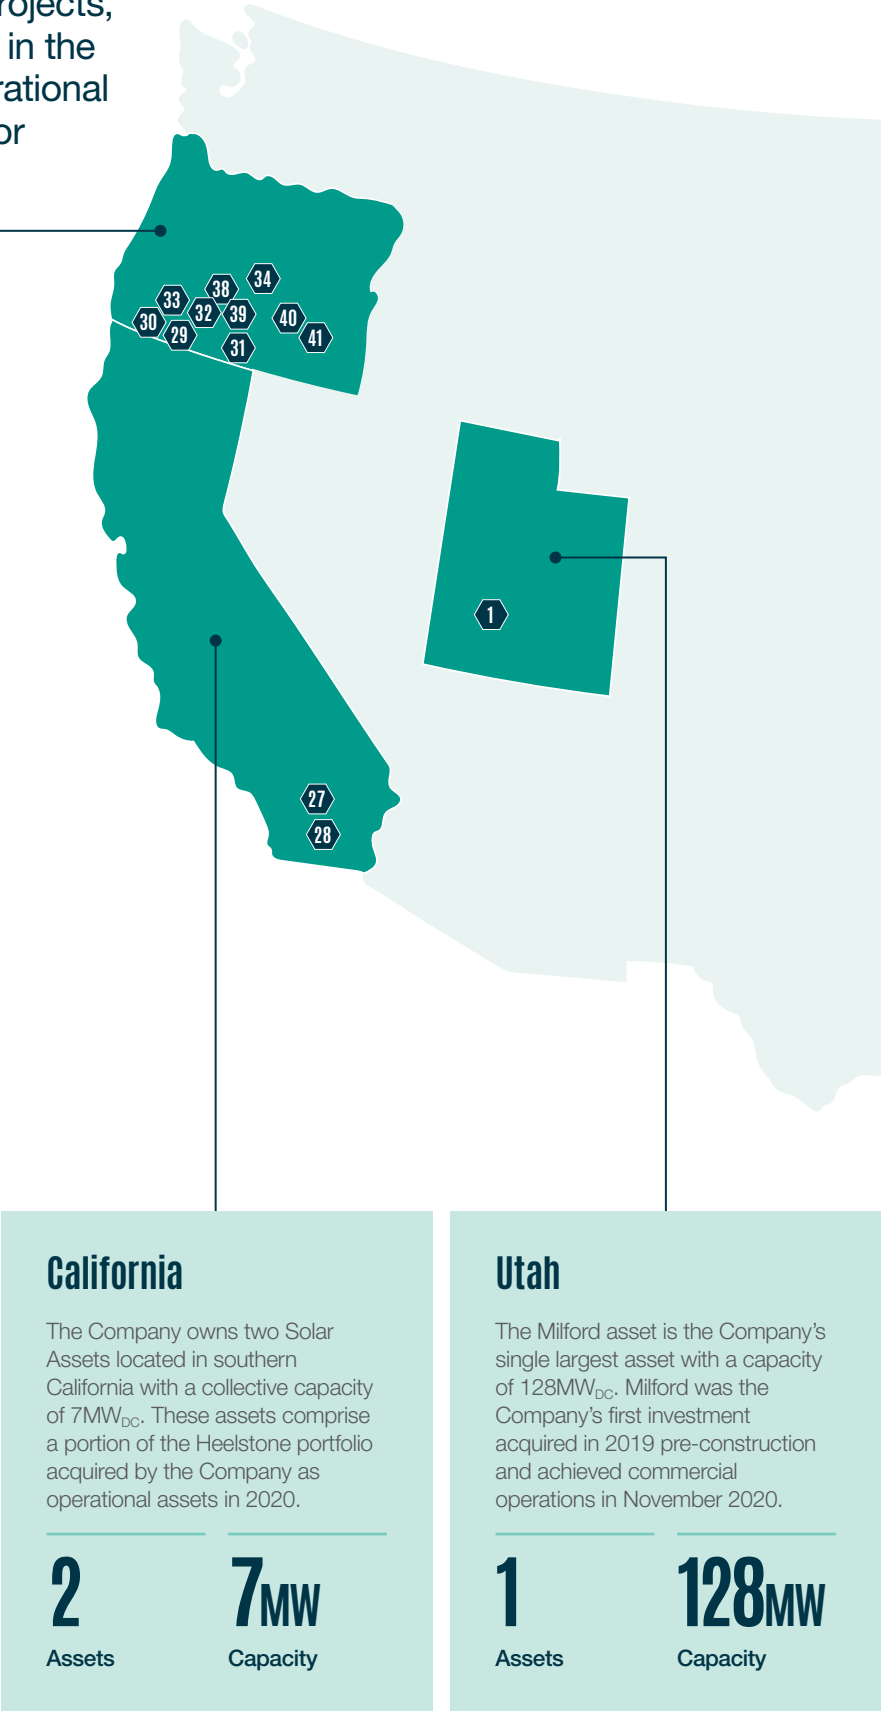 in the
or
34
38
33
32
39
40
30
29
41
31
1
27
28
California
The Company owns two Solar
Assets located in southern
California with a collective capacity
of 7MWDC. These assets comprise
a portion of the Heelstone portfolio
acquired by the Company as
operational assets in 2020.
2
Assets
7MW
Capacity
Utah
The Milford asset is the Company’s
single largest asset with a capacity
of 128MWDC. Milford was the
Company’s first investment
acquired in 2019 pre-construction
and achieved commercial
operations in November 2020.
1
Assets
128MW
Capacity